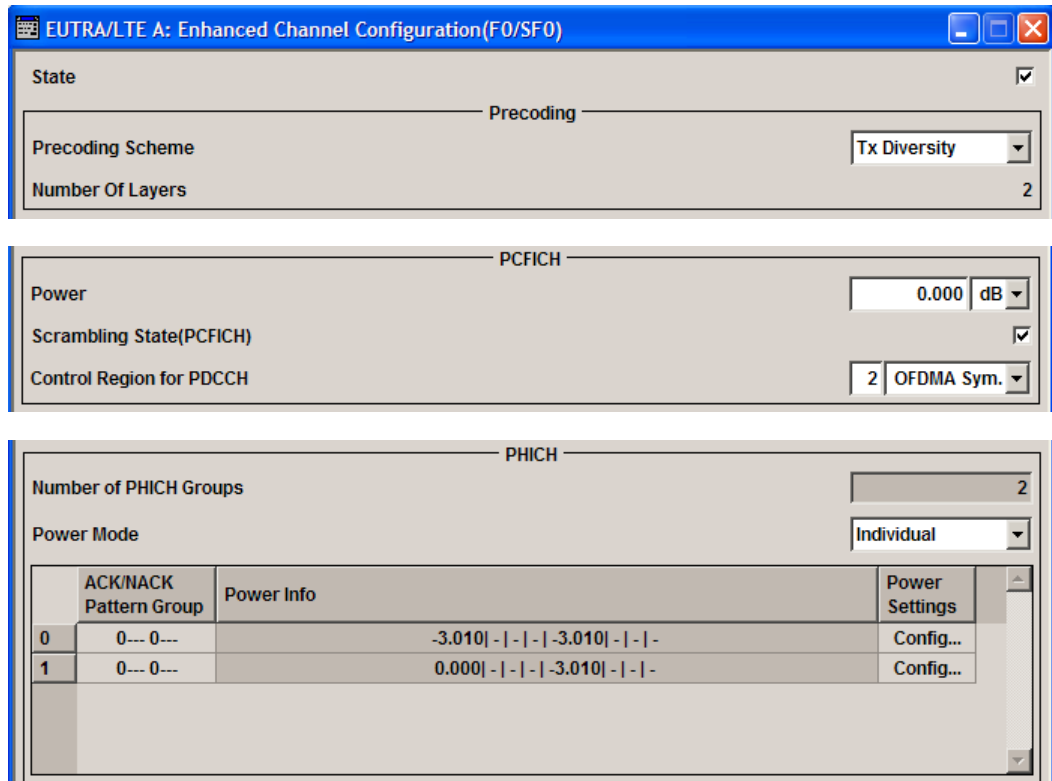 EUTRA/LTE A: Enhanced Channel Configuration(F0/SF0)
State
Precoding
Precoding Scheme Tx Diversity
Number Of Layers 2
PCFICH
Power 0.000 dB
Scrambling State(PCFICH)
Control Region for PDCCH 2 OFDMA Sym.
PHICH
Number of PHICH Groups 2
Power Mode Individual
ACK/NACK Pattern Group Power Info Power Settings
0 0--- 0--- -3.010| - | - | - | -3.010| - | - | - Config...
1 0--- 0--- 0.000| - | - | - | -3.010| - | - | - Config...